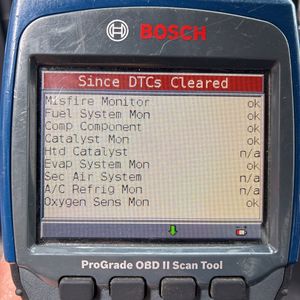 BOSCH
Since DTCs Cleared
Misfire Monitor ok
Fuel System Mon ok
Comp Component ok
Catalyst Mon ok
Htd Catalyst n/a
Evap System Mon ok
Sec Air System n/a
A/C Refrig Mon n/a
Oxygen Sens Mon ok
ProGrade OBD II Scan Tool